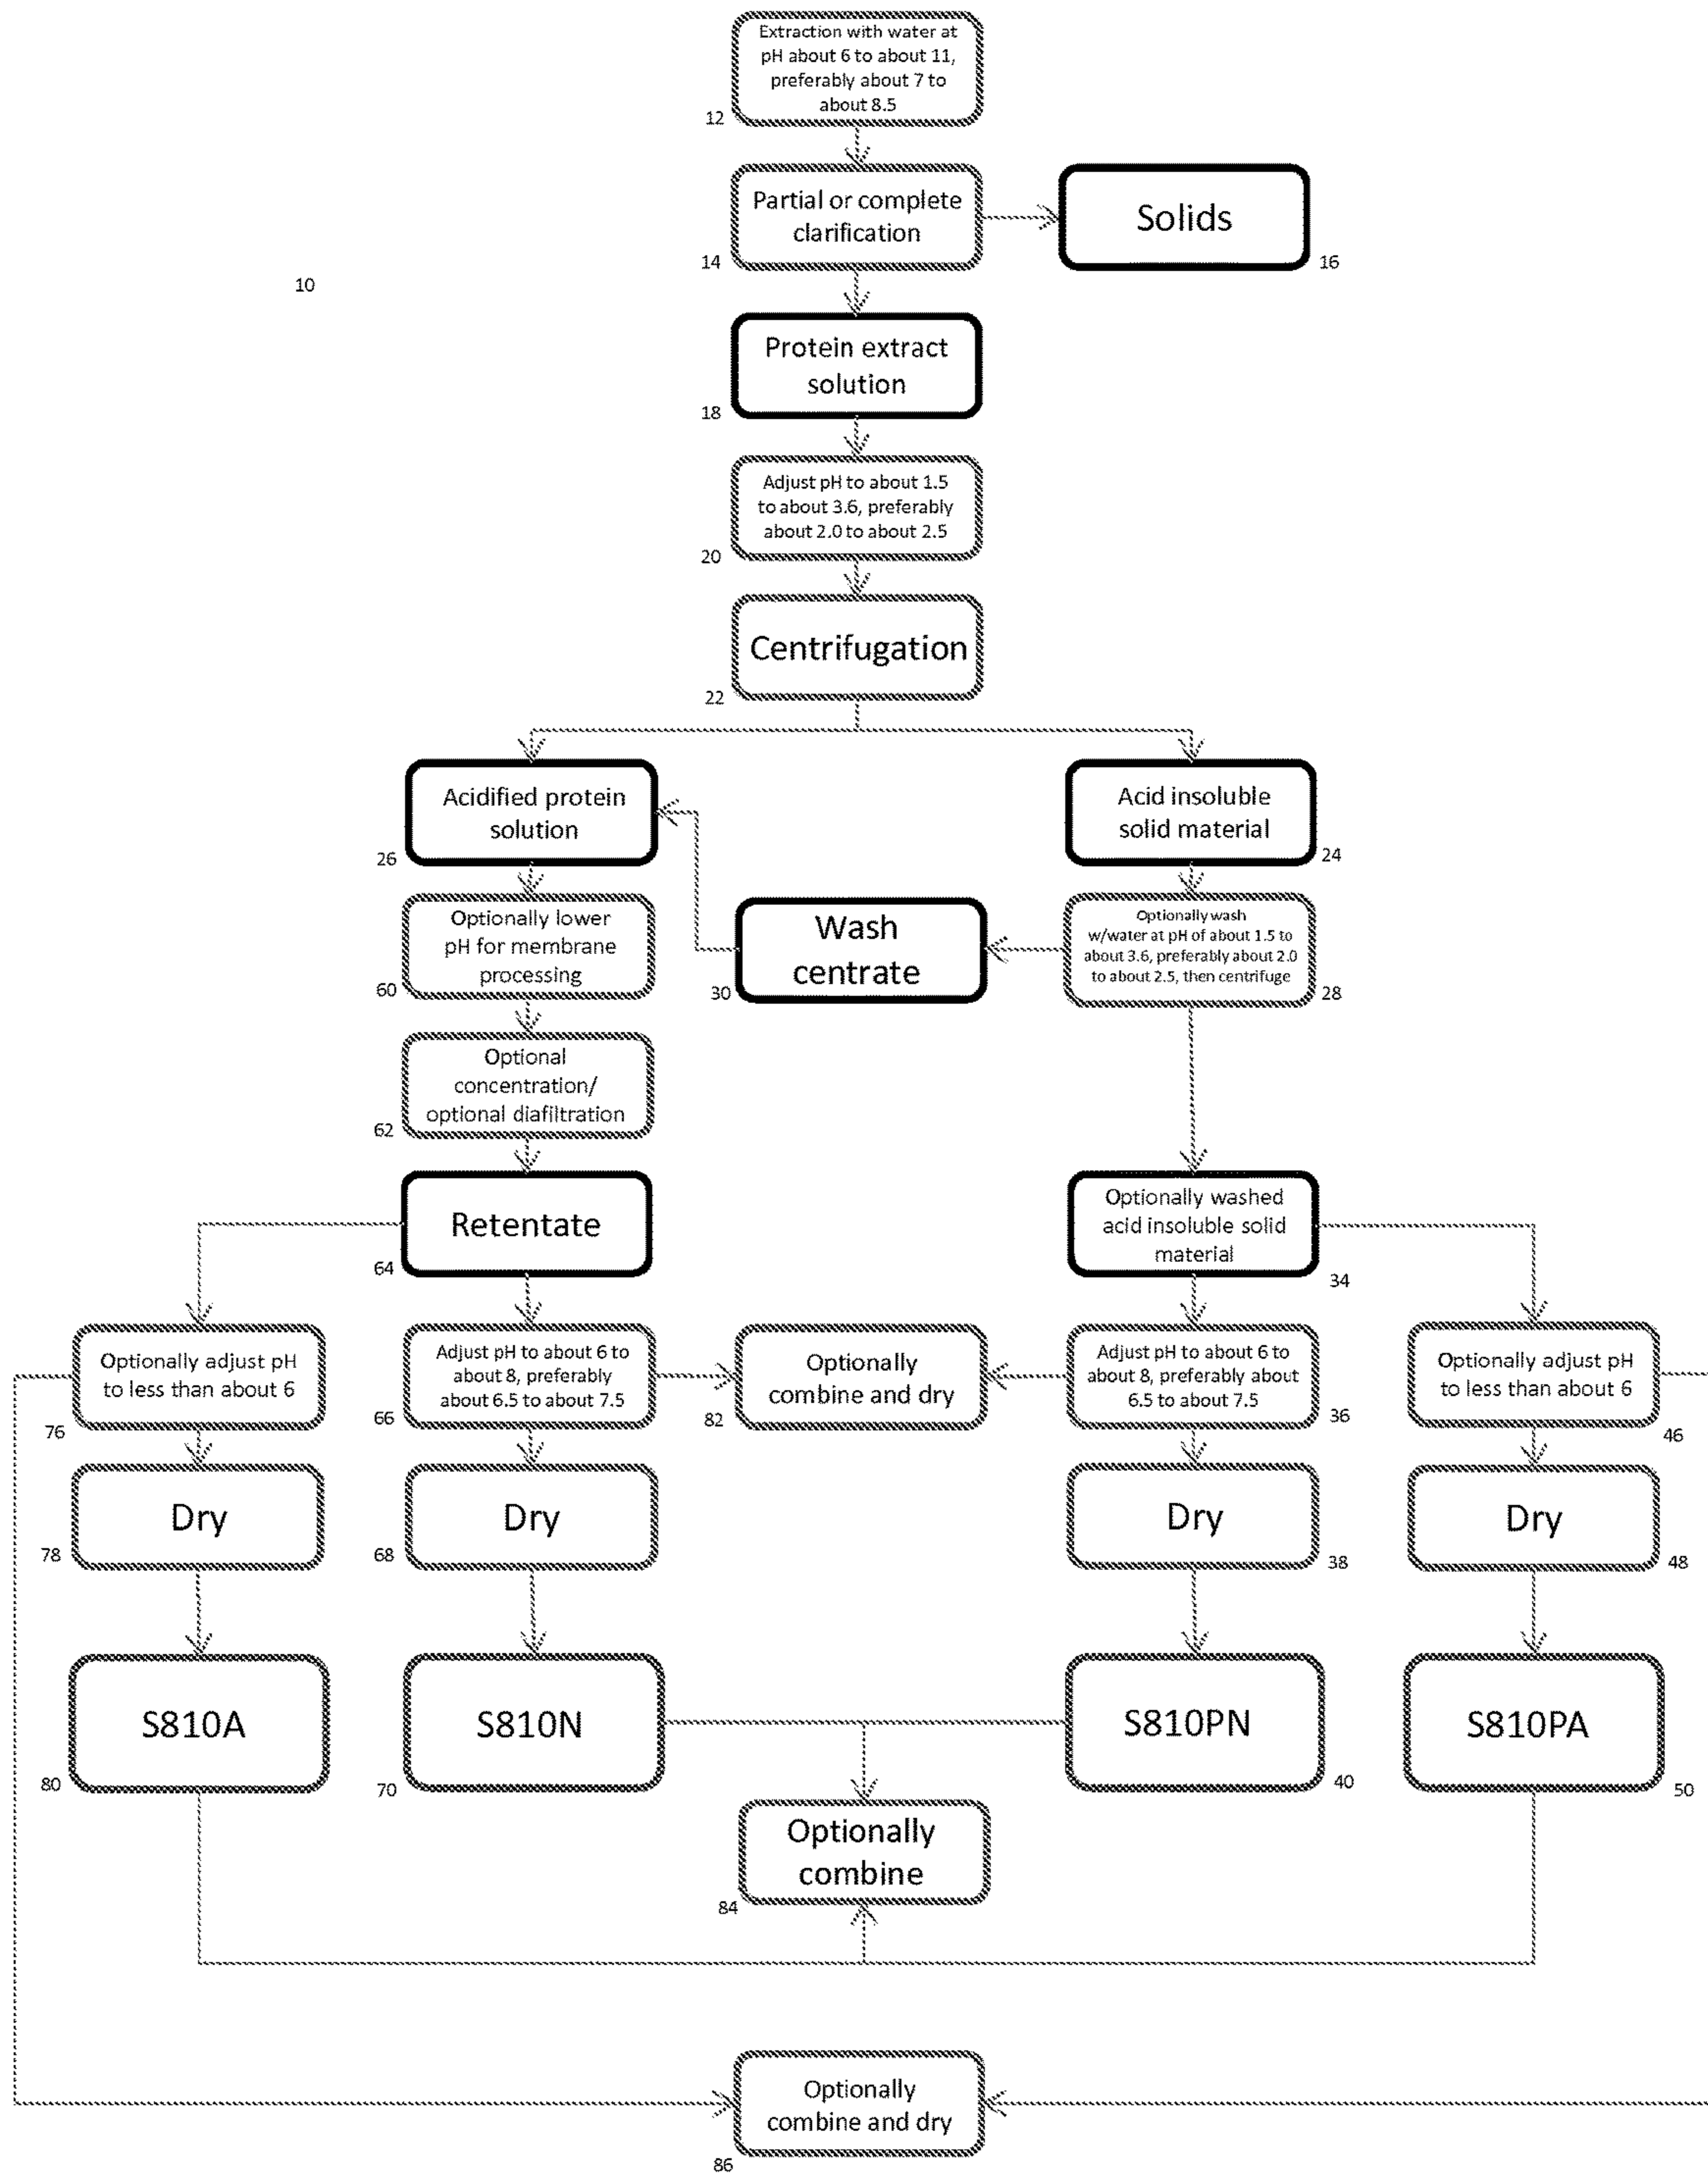 Extraction with water at
pH about 6 to about 11,
preferably about 7 to
about 8.5
12
Partial or complete
clarification
14
Solids
16
10
Protein extract
solution
18
Adjust pH to about 1.5
to about 3.6, preferably
about 2.0 to about 2.5
20
Centrifugation
22
Acidified protein
solution
26
Acid insoluble
solid material
24
Optionally lower
pH for membrane
processing
60
Wash
centrate
30
Optionally wash
w/water at pH of about 1.5 to
about 3.6, preferably about 2.0
to about 2.5, then centrifuge
28
Optional
concentration/
optional diafiltration
62
Retentate
64
Optionally washed
acid insoluble solid
material
34
Optionally adjust pH
to less than about 6
76
Adjust pH to about 6 to
about 8, preferably
about 6.5 to about 7.5
66
Optionally
combine and dry
82
Adjust pH to about 6 to
about 8, preferably about
6.5 to about 7.5
36
Optionally adjust pH
to less than about 6
46
Dry
78
Dry
68
Dry
38
Dry
48
S810A
80
S810N
70
S810PN
40
S810PA
50
Optionally
combine
84
Optionally
combine and dry
86